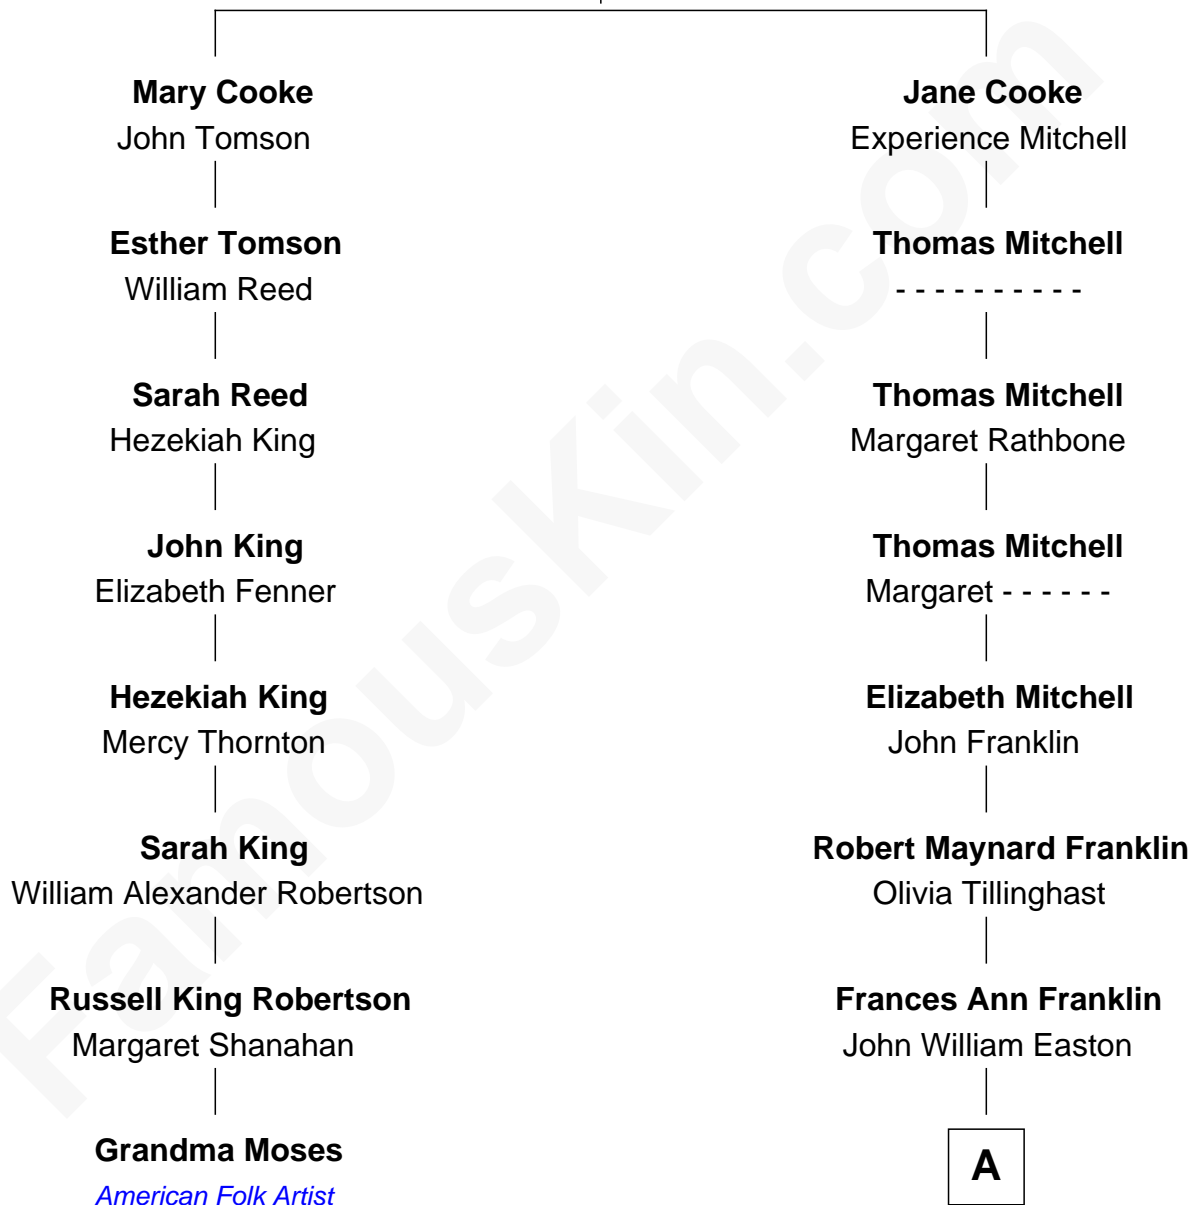 Mary Cooke
John Tomson
Esther Tomson
William Reed
Sarah Reed
Hezekiah King
John King
Elizabeth Fenner
Hezekiah King
Mercy Thornton
Sarah King
William Alexander Robertson
Russell King Robertson
Margaret Shanahan
Grandma Moses
American Folk Artist
Jane Cooke
Experience Mitchell
Thomas Mitchell
- - - - - - - - - -
Thomas Mitchell
Margaret Rathbone
Thomas Mitchell
Margaret - - - - - -
Elizabeth Mitchell
John Franklin
Robert Maynard Franklin
Olivia Tillinghast
Frances Ann Franklin
John William Easton
A
FamousKin.com